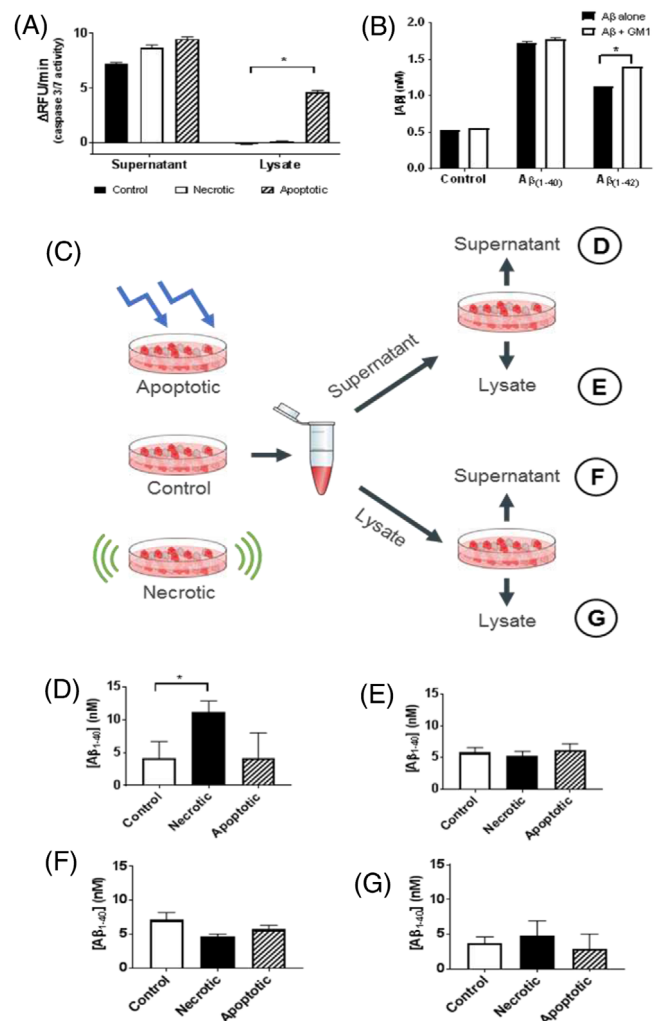 (A)
ΔRFU/min
(caspase 3/7 activity)
10
5
0
*
Supernatant
Lysate
Control
Necrotic
Apoptotic
(B)
Aβ alone
Aβ + GM1
[Aβ] (nM)
2.0
1.5
1.0
0.5
0.0
*
Control
Aβ(1-40)
Aβ(1-42)
(C)
Apoptotic
Control
Necrotic
Supernatant
Lysate
Supernatant
D
Lysate
E
Supernatant
F
Lysate
G
(D)
[Aβ1-40] (nM)
15
10
5
0
*
Control
Necrotic
Apoptotic
(E)
[Aβ1-40] (nM)
15
10
5
0
Control
Necrotic
Apoptotic
(F)
[Aβ1-40] (nM)
15
10
5
0
Control
Necrotic
Apoptotic
(G)
[Aβ1-40] (nM)
15
10
5
0
Control
Necrotic
Apoptotic